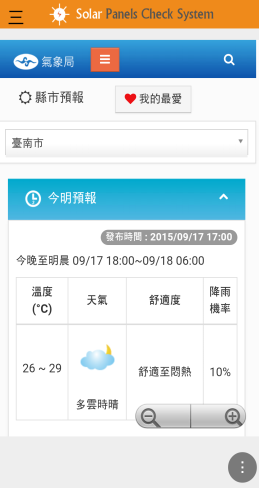 Solar Panels Check System
氣象局
縣市預報
我的最愛
臺南市
今明預報
發布時間 : 2015/09/17 17:00
今晚至明晨 09/17 18:00~09/18 06:00
溫度 (°C) 天氣 舒適度 降雨機率
26 ~ 29 多雲時晴 舒適至悶熱 10%